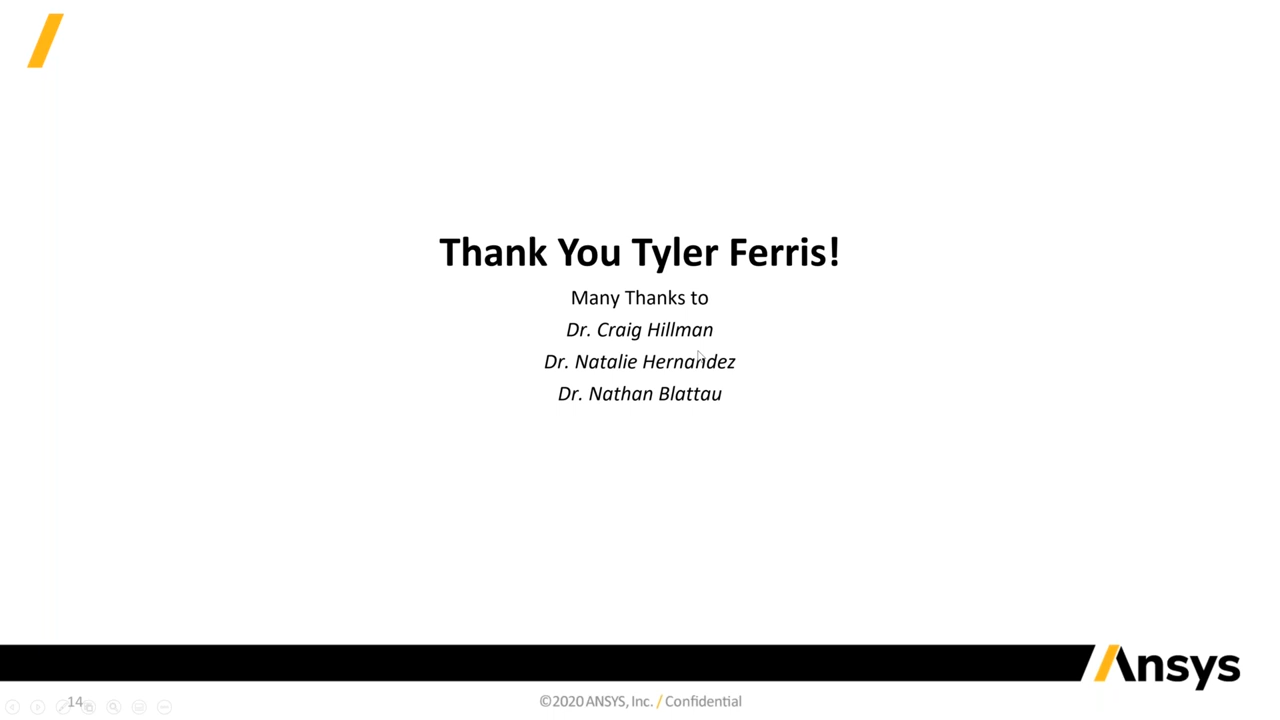 Thank You Tyler Ferris!
Many Thanks to
Dr. Craig Hillman
Dr. Natalie Hernandez
Dr. Nathan Blattau
Ansys
14
©2020 ANSYS, Inc. / Confidential